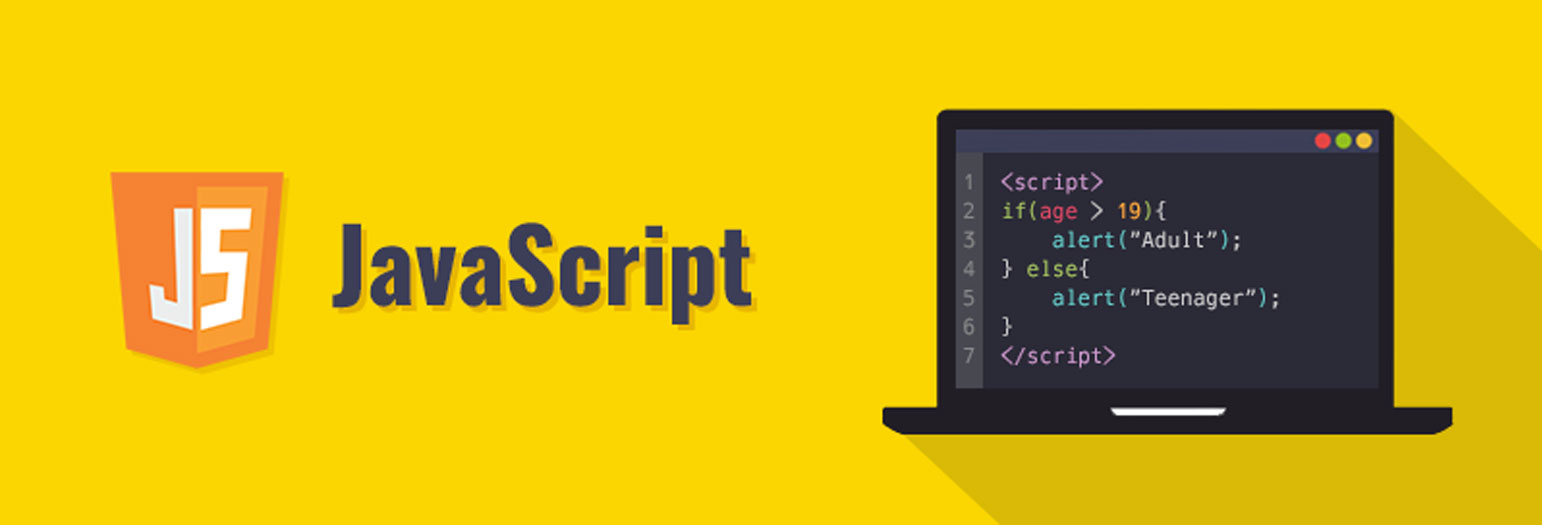 JS
JavaScript
1 <script>
2 if(age > 19){
3     alert("Adult");
4 } else{
5     alert("Teenager");
6 }
7 </script>